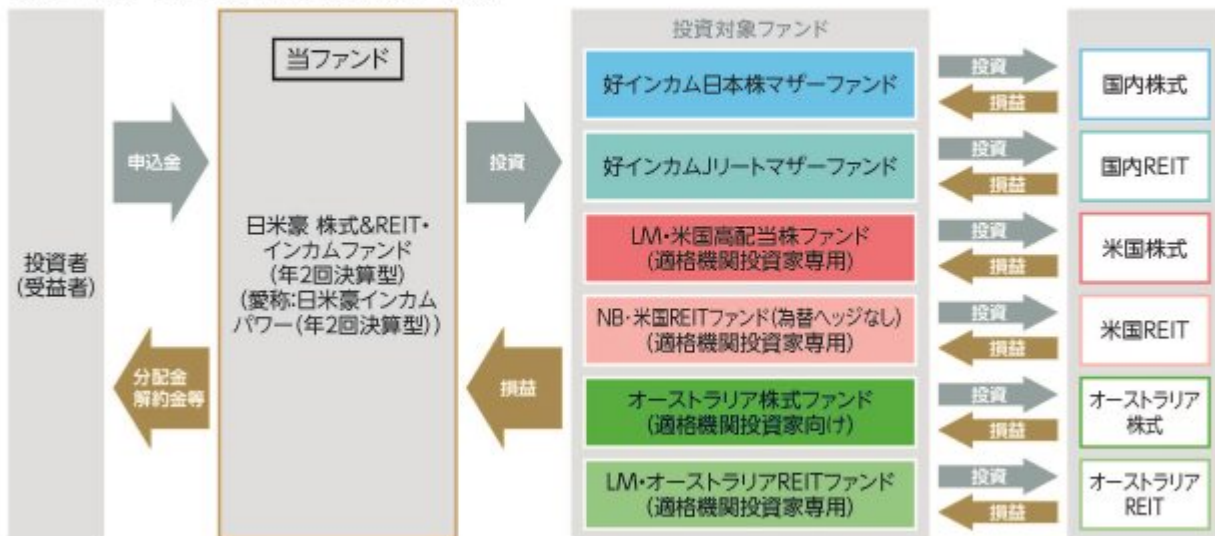 投資者
(受益者)
申込金
分配金
解約金等
当ファンド
日米豪 株式&REIT・
インカムファンド
(年2回決算型)
(愛称:日米豪インカム
パワー(年2回決算型))
投資
損益
投資対象ファンド
好インカム日本株マザーファンド
投資
損益
国内株式
好インカムJリートマザーファンド
投資
損益
国内REIT
LM・米国高配当株ファンド
(適格機関投資家専用)
投資
損益
米国株式
NB・米国REITファンド(為替ヘッジなし)
(適格機関投資家専用)
投資
損益
米国REIT
オーストラリア株式ファンド
(適格機関投資家向け)
投資
損益
オーストラリア
株式
LM・オーストラリアREITファンド
(適格機関投資家専用)
投資
損益
オーストラリア
REIT